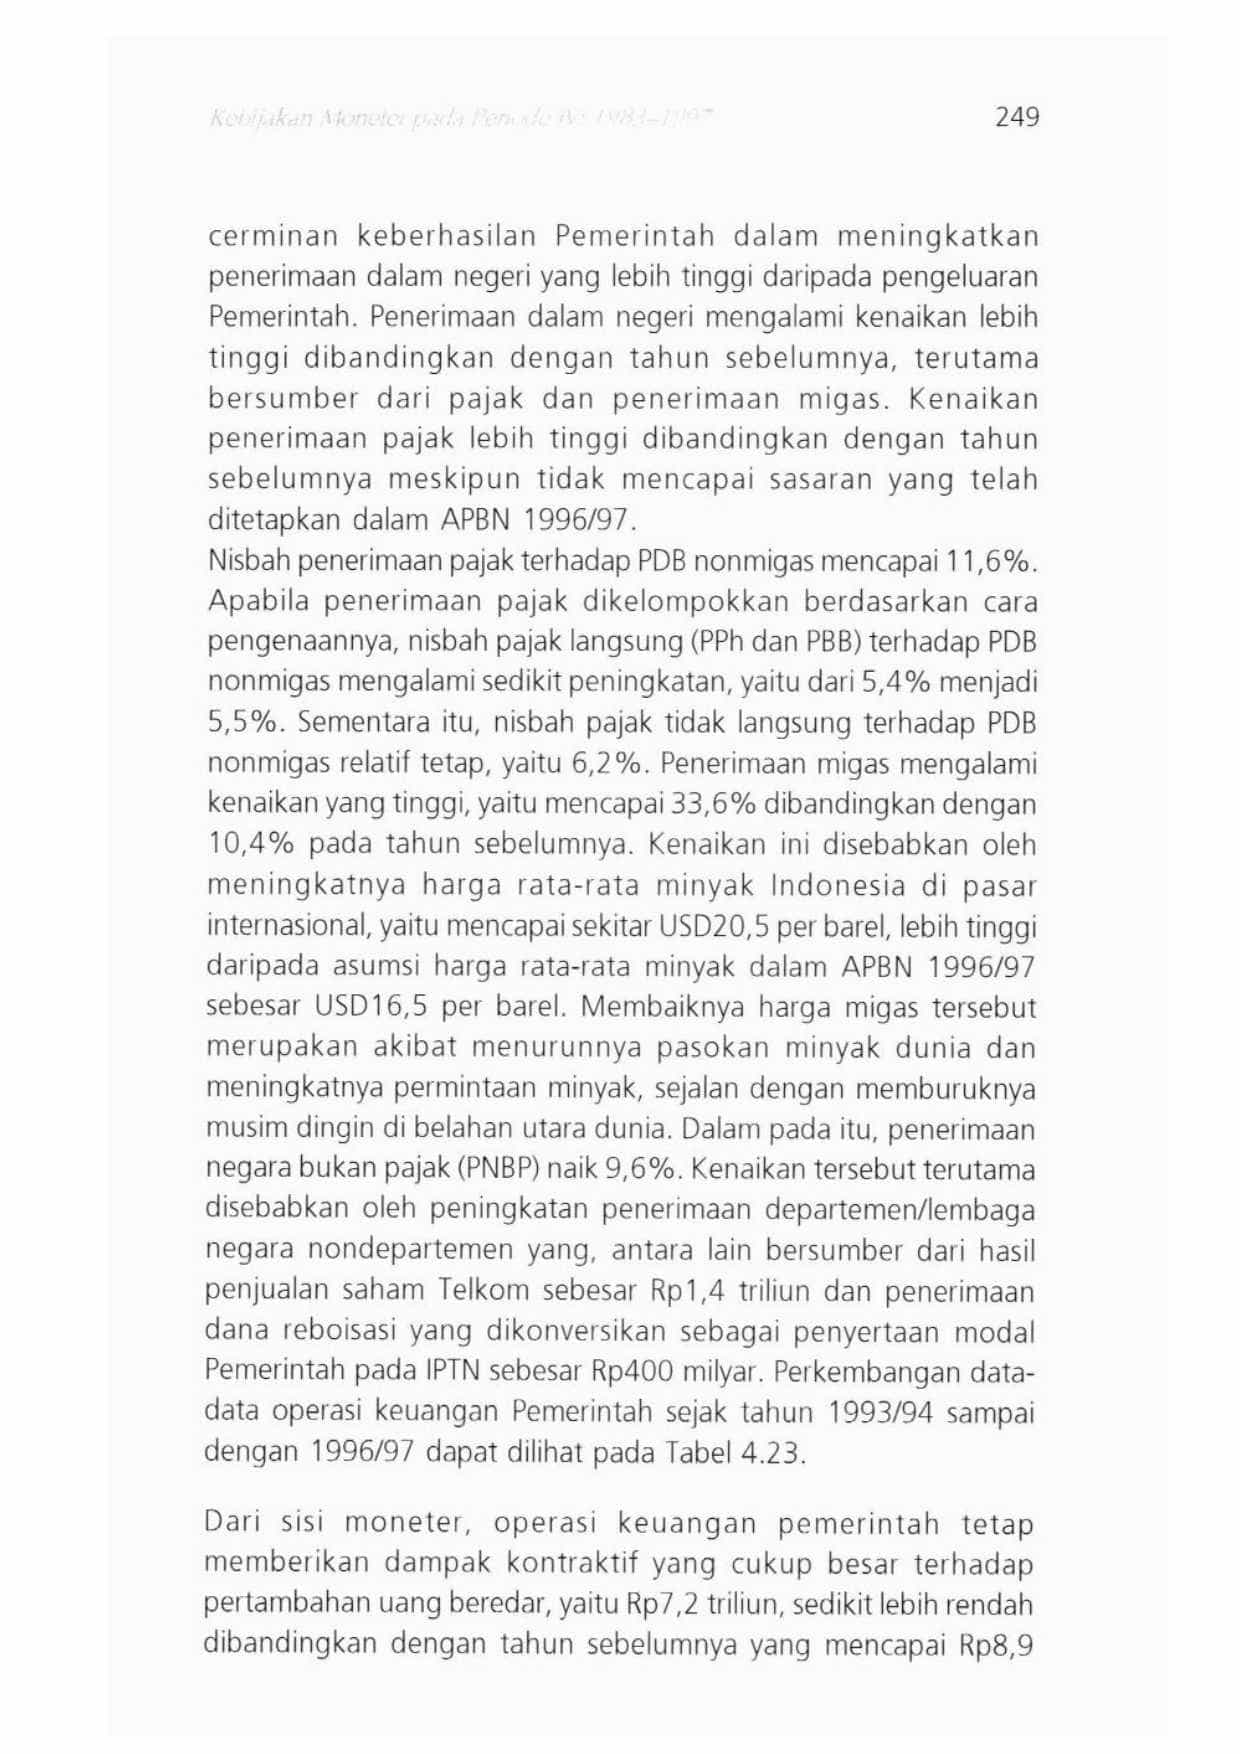 Kebijakan Moneter pada Periode 1983–1997
249
cerminan keberhasilan Pemerintah dalam meningkatkan
penerimaan dalam negeri yang lebih tinggi daripada pengeluaran
Pemerintah. Penerimaan dalam negeri mengalami kenaikan lebih
tinggi dibandingkan dengan tahun sebelumnya, terutama
bersumber dari pajak dan penerimaan migas. Kenaikan
penerimaan pajak lebih tinggi dibandingkan dengan tahun
sebelumnya meskipun tidak mencapai sasaran yang telah
ditetapkan dalam APBN 1996/97.
Nisbah penerimaan pajak terhadap PDB nonmigas mencapai 11,6%.
Apabila penerimaan pajak dikelompokkan berdasarkan cara
pengenaannya, nisbah pajak langsung (PPh dan PBB) terhadap PDB
nonmigas mengalami sedikit peningkatan, yaitu dari 5,4% menjadi
5,5%. Sementara itu, nisbah pajak tidak langsung terhadap PDB
nonmigas relatif tetap, yaitu 6,2%. Penerimaan migas mengalami
kenaikan yang tinggi, yaitu mencapai 33,6% dibandingkan dengan
10,4% pada tahun sebelumnya. Kenaikan ini disebabkan oleh
meningkatnya harga rata-rata minyak Indonesia di pasar
internasional, yaitu mencapai sekitar USD20,5 per barel, lebih tinggi
daripada asumsi harga rata-rata minyak dalam APBN 1996/97
sebesar USD16,5 per barel. Membaiknya harga migas tersebut
merupakan akibat menurunnya pasokan minyak dunia dan
meningkatnya permintaan minyak, sejalan dengan memburuknya
musim dingin di belahan utara dunia. Dalam pada itu, penerimaan
negara bukan pajak (PNBP) naik 9,6%. Kenaikan tersebut terutama
disebabkan oleh peningkatan penerimaan departemen/lembaga
negara nondepartemen yang, antara lain bersumber dari hasil
penjualan saham Telkom sebesar Rp1,4 triliun dan penerimaan
dana reboisasi yang dikonversikan sebagai penyertaan modal
Pemerintah pada IPTN sebesar Rp400 milyar. Perkembangan data-
data operasi keuangan Pemerintah sejak tahun 1993/94 sampai
dengan 1996/97 dapat dilihat pada Tabel 4.23.
Dari sisi moneter, operasi keuangan pemerintah tetap
memberikan dampak kontraktif yang cukup besar terhadap
pertambahan uang beredar, yaitu Rp7,2 triliun, sedikit lebih rendah
dibandingkan dengan tahun sebelumnya yang mencapai Rp8,9